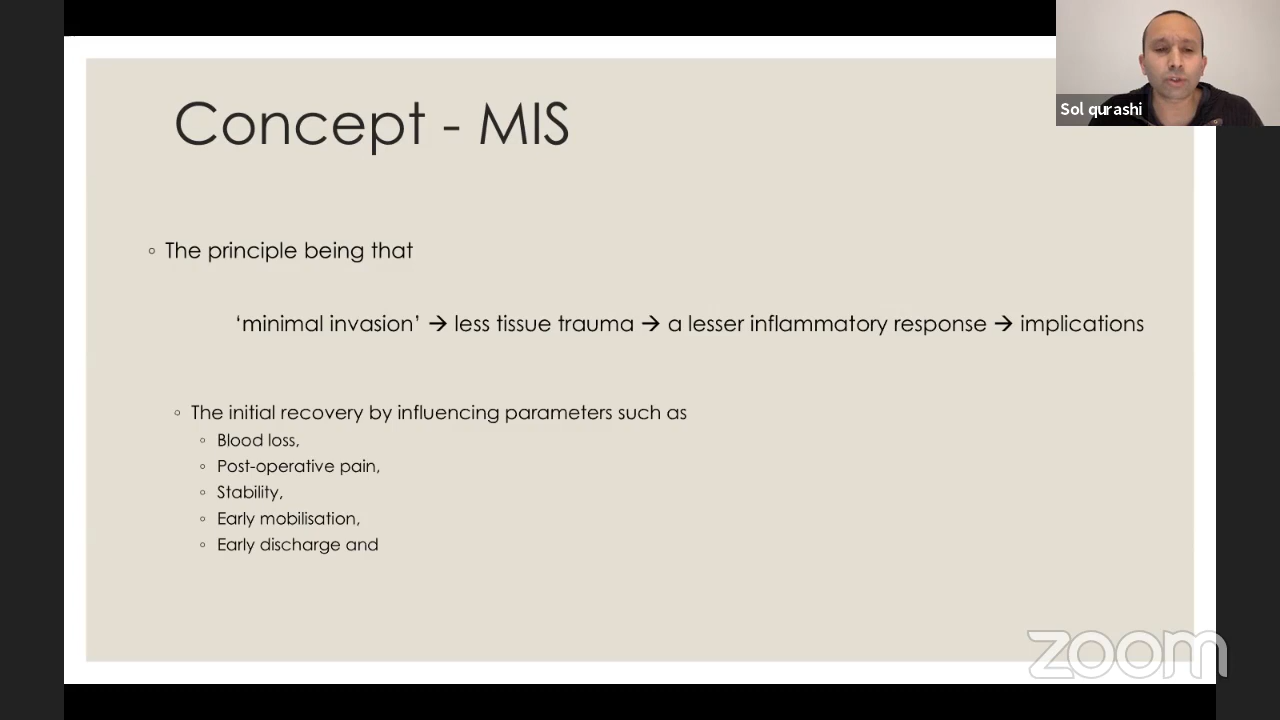 Concept - MIS
Sol qurashi
◦ The principle being that
‘minimal invasion’ → less tissue trauma → a lesser inflammatory response → implications
◦ The initial recovery by influencing parameters such as
◦ Blood loss,
◦ Post-operative pain,
◦ Stability,
◦ Early mobilisation,
◦ Early discharge and
zoom